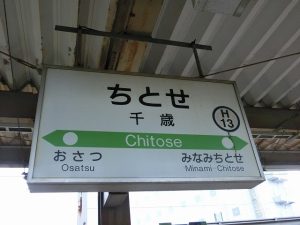 ちとせ
千歳
H
13
Chitose
おさつ
Osatsu
みなみちとせ
Minami-Chitose